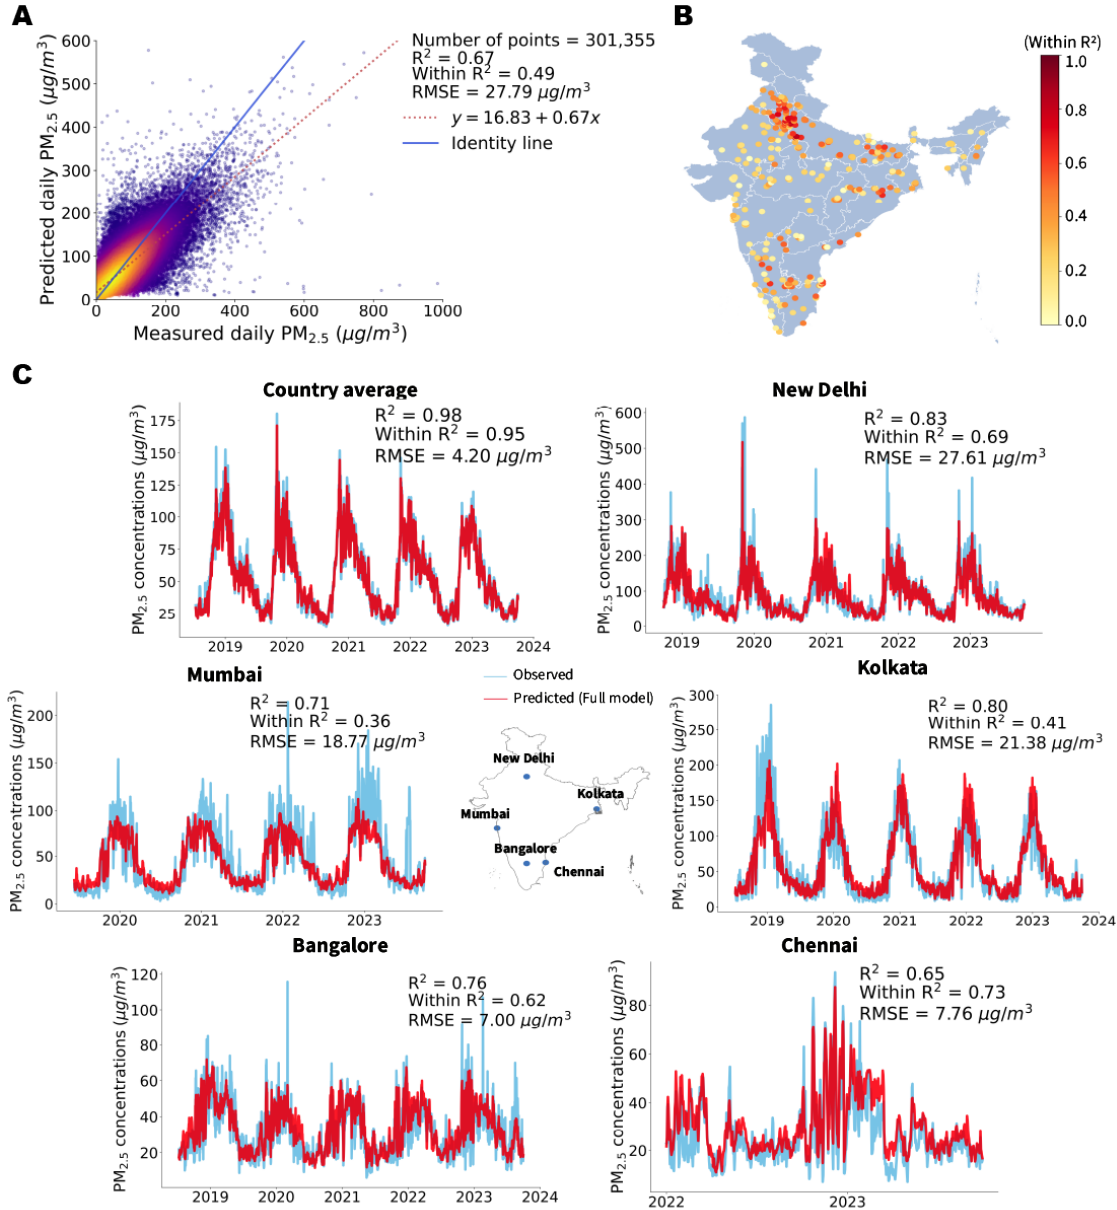 A
Predicted daily PM2.5 (μg/m³)
600
500
400
300
200
100
0
0
200
400
600
800
1000
Measured daily PM2.5 (μg/m³)
Number of points = 301,355
R² = 0.67
Within R² = 0.49
RMSE = 27.79 μg/m³
y = 16.83 + 0.67x
Identity line
B
(Within R²)
1.0
0.8
0.6
0.4
0.2
0.0
C
Country average
PM2.5 concentrations (μg/m³)
175
150
125
100
75
50
25
R² = 0.98
Within R² = 0.95
RMSE = 4.20 μg/m³
2019
2020
2021
2022
2023
2024
New Delhi
PM2.5 concentrations (μg/m³)
600
500
400
300
200
100
0
R² = 0.83
Within R² = 0.69
RMSE = 27.61 μg/m³
2019
2020
2021
2022
2023
Mumbai
PM2.5 concentrations (μg/m³)
200
150
100
50
0
R² = 0.71
Within R² = 0.36
RMSE = 18.77 μg/m³
2020
2021
2022
2023
Observed
Predicted (Full model)
New Delhi
Kolkata
Mumbai
Bangalore
Chennai
Kolkata
PM2.5 concentrations (μg/m³)
300
250
200
150
100
50
0
R² = 0.80
Within R² = 0.41
RMSE = 21.38 μg/m³
2019
2020
2021
2022
2023
2024
Bangalore
PM2.5 concentrations (μg/m³)
120
100
80
60
40
20
R² = 0.76
Within R² = 0.62
RMSE = 7.00 μg/m³
2019
2020
2021
2022
2023
2024
Chennai
PM2.5 concentrations (μg/m³)
80
60
40
20
R² = 0.65
Within R² = 0.73
RMSE = 7.76 μg/m³
2022
2023